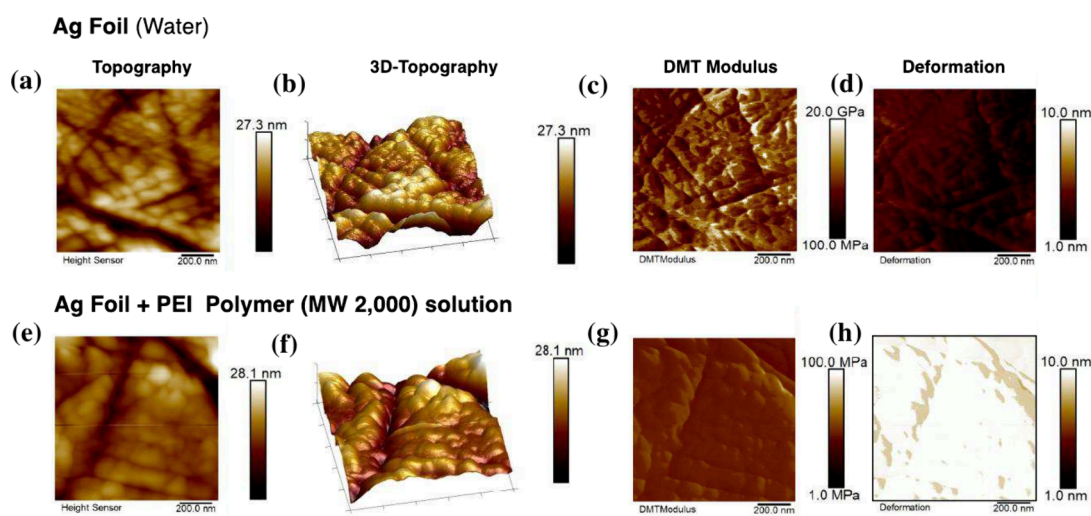 Ag Foil (Water)
(a) Topography (b) 3D-Topography (c) DMT Modulus (d) Deformation
27.3 nm
Height Sensor
200.0 nm
27.3 nm
20.0 GPa
100.0 MPa
DMTModulus
200.0 nm
10.0 nm
1.0 nm
Deformation
200.0 nm
Ag Foil + PEI Polymer (MW 2,000) solution
(e) (f) (g) (h)
28.1 nm
Height Sensor
200.0 nm
28.1 nm
100.0 MPa
1.0 MPa
DMTModulus
200.0 nm
10.0 nm
1.0 nm
Deformation
200.0 nm